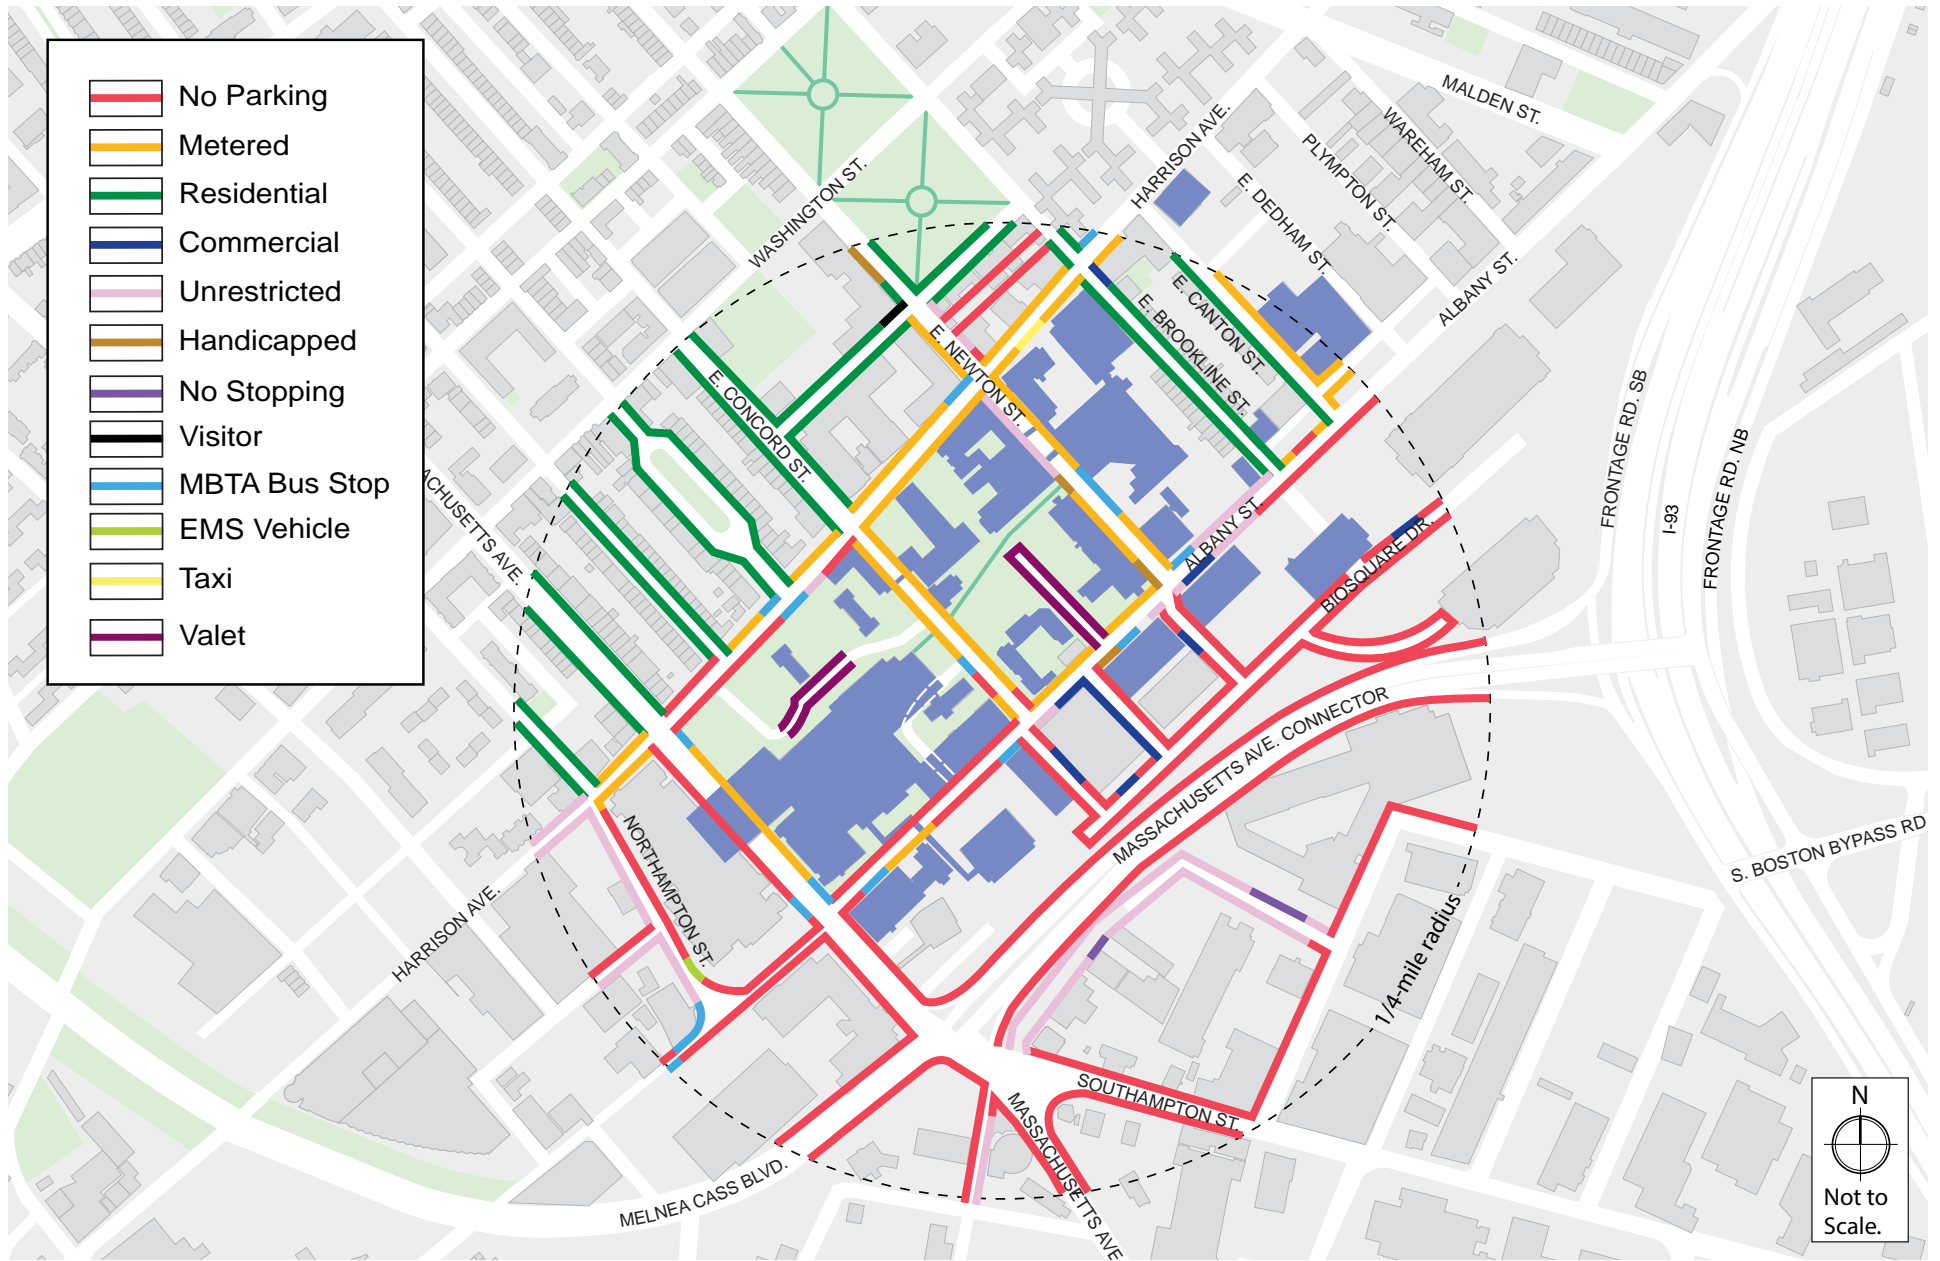 No Parking
Metered
Residential
Commercial
Unrestricted
Handicapped
No Stopping
Visitor
MBTA Bus Stop
EMS Vehicle
Taxi
Valet
MALDEN ST.
WAREHAM ST.
PLYMPTON ST.
HARRISON AVE.
E. DEDHAM ST.
WASHINGTON ST.
ALBANY ST.
E. CANTON ST.
E. BROOKLINE ST.
E. NEWTON ST.
E. CONCORD ST.
ACHUSETTS AVE.
ALBANY ST.
BIOSQUARE DR.
FRONTAGE RD. SB
I-93
FRONTAGE RD. NB
MASSACHUSETTS AVE. CONNECTOR
NORTHAMPTON ST.
HARRISON AVE.
S. BOSTON BYPASS RD
1/4-mile radius
SOUTHAMPTON ST.
MASSACHUSETTS AVE
MELNEA CASS BLVD.
N
Not to
Scale.